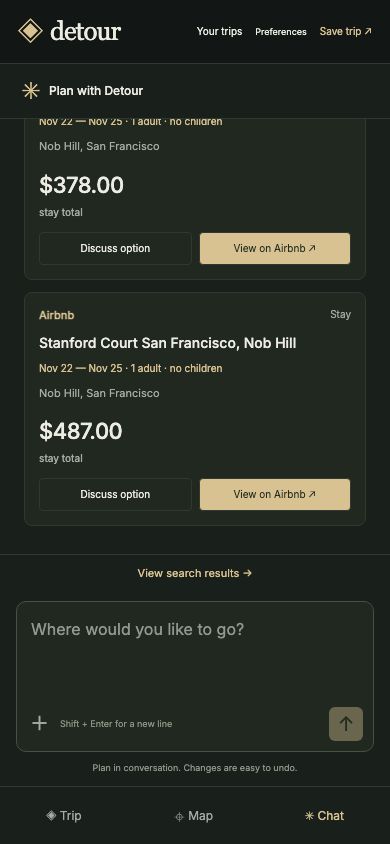 detour
Your trips
Preferences
Save trip ↗
Plan with Detour
Nov 22 — Nov 25 · 1 adult · no children
Nob Hill, San Francisco
$378.00
stay total
Discuss option
View on Airbnb ↗
Airbnb
Stay
Stanford Court San Francisco, Nob Hill
Nov 22 — Nov 25 · 1 adult · no children
Nob Hill, San Francisco
$487.00
stay total
Discuss option
View on Airbnb ↗
View search results →
Where would you like to go?
Shift + Enter for a new line
Plan in conversation. Changes are easy to undo.
Trip
Map
Chat